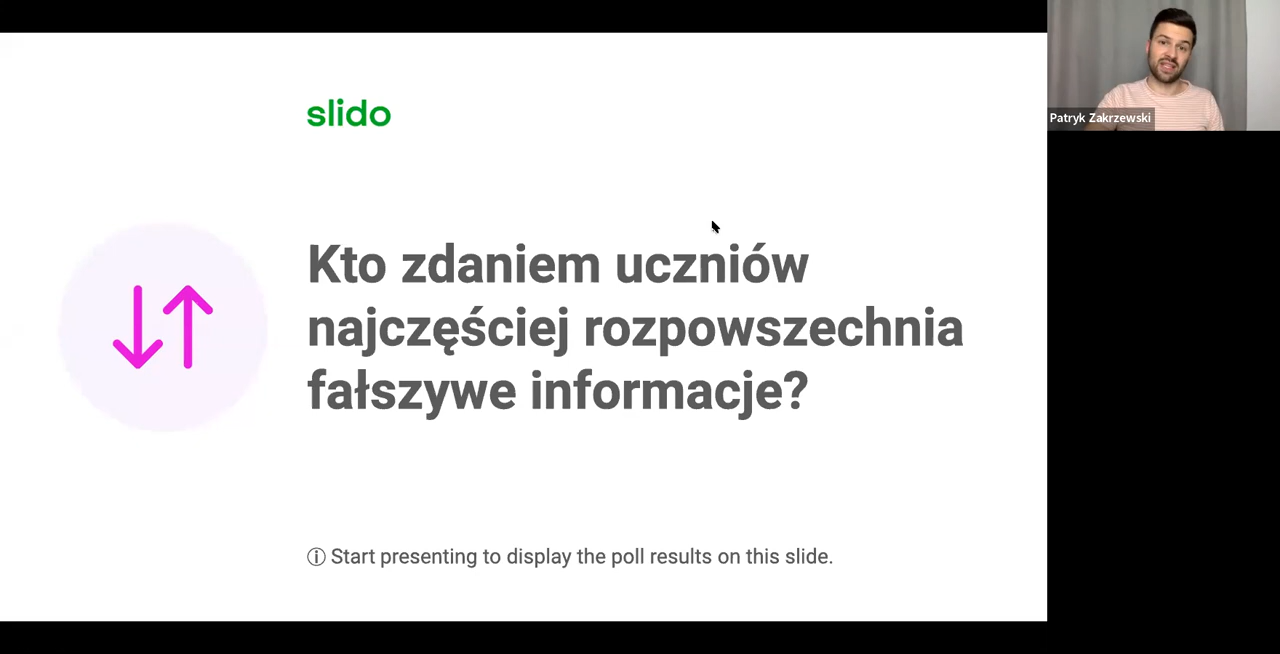 slido
Patryk Zakrzewski
Kto zdaniem uczniów
najczęściej rozpowszechnia
fałszywe informacje?
Start presenting to display the poll results on this slide.